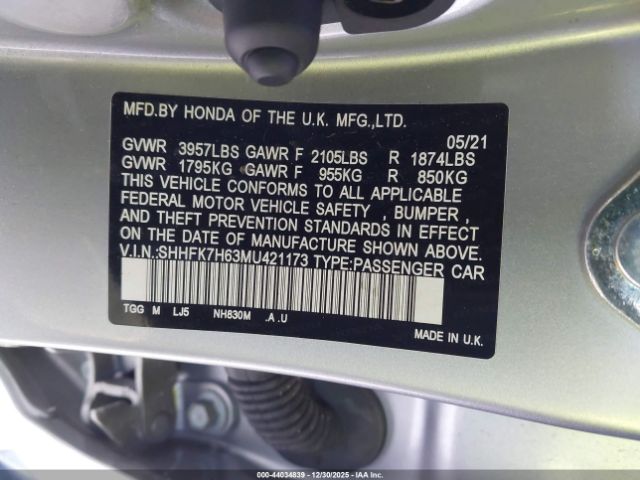 MFD.BY HONDA OF THE U.K. MFG.,LTD.
05/21
GVWR 3957LBS GAWR F 2105LBS R 1874LBS
GVWR 1795KG GAWR F 955KG R 850KG
THIS VEHICLE CONFORMS TO ALL APPLICABLE
FEDERAL MOTOR VEHICLE SAFETY , BUMPER ,
AND THEFT PREVENTION STANDARDS IN EFFECT
ON THE DATE OF MANUFACTURE SHOWN ABOVE.
V.I.N.:SHHFK7H63MU421173 TYPE:PASSENGER CAR
TGG M LJ5 NH830M .A .U
MADE IN U.K.
000-44034839 - 12/30/2025 - IAA Inc.